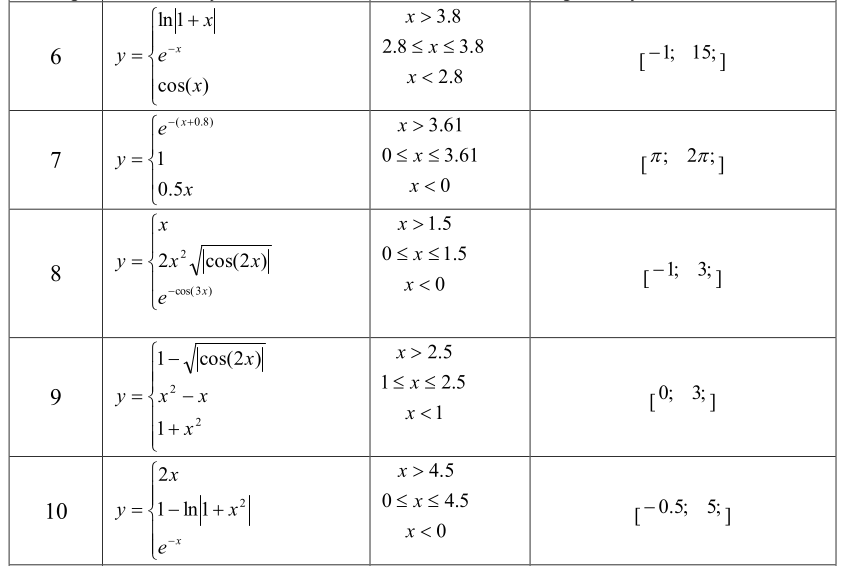 6
y = { ln|1 + x|
e^{-x}
cos(x)
x > 3.8
2.8 ≤ x ≤ 3.8
x < 2.8
[-1; 15;]
7
y = { e^{-(x+0.8)}
1
0.5x
x > 3.61
0 ≤ x ≤ 3.61
x < 0
[π; 2π;]
8
y = { x
2x² √|cos(2x)|
e^{-cos(3x)}
x > 1.5
0 ≤ x ≤ 1.5
x < 0
[-1; 3;]
9
y = { 1 - √|cos(2x)|
x² - x
1 + x²
x > 2.5
1 ≤ x ≤ 2.5
x < 1
[0; 3;]
10
y = { 2x
1 - ln|1 + x²|
e^{-x}
x > 4.5
0 ≤ x ≤ 4.5
x < 0
[-0.5; 5;]